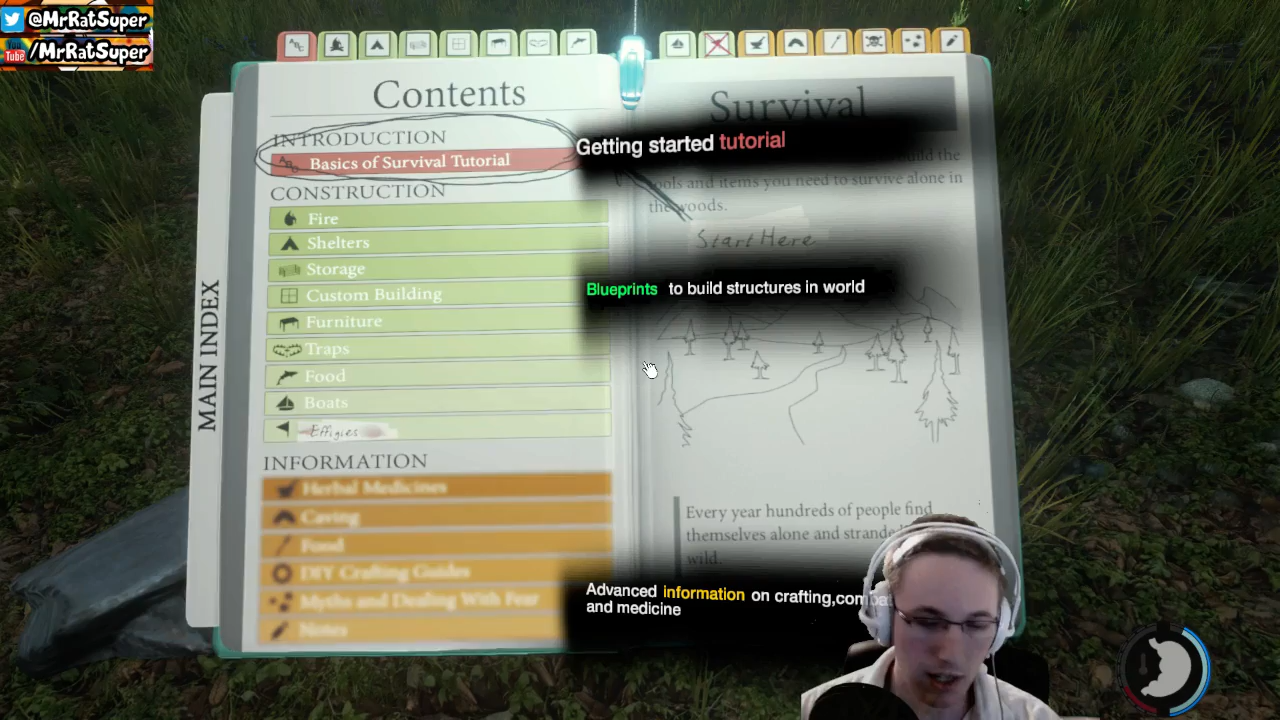 @MrRatSuper
/MrRatSuper
Contents
INTRODUCTION
Basics of Survival Tutorial
CONSTRUCTION
Fire
Shelters
Storage
Custom Building
Furniture
Traps
Food
Boats
Effigies
INFORMATION
Herbal Medicines
Caving
Food
DIY Crafting Guides
Myths and Dealing With Fear
Notes
MAIN INDEX
Survival
Getting started tutorial
the
tools and items you need to survive alone in
the woods.
Start Here
Blueprints to build structures in world
Every year hundreds of people find
themselves alone and
wild.
Advanced information on crafting,combat
and medicine